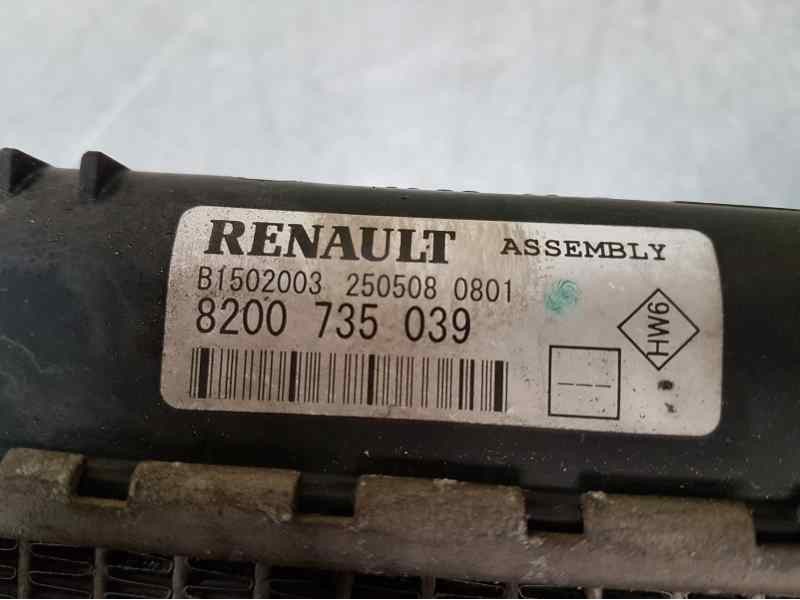 RENAULT ASSEMBLY
B1502003 250508 0801
8200 735 039
HW6